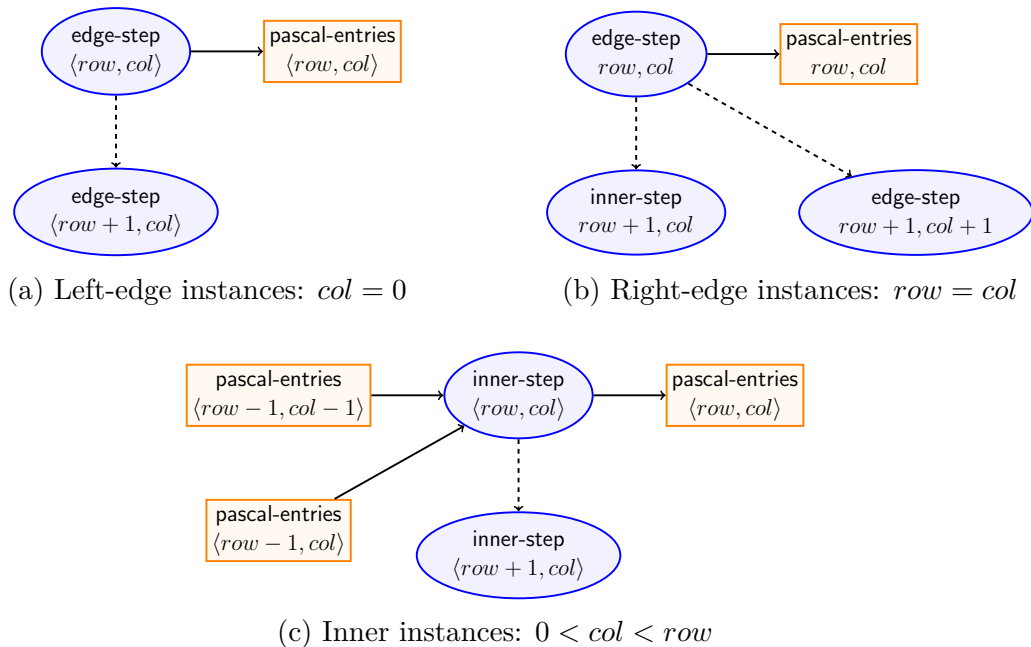 edge-step
⟨row, col⟩
pascal-entries
⟨row, col⟩
edge-step
⟨row + 1, col⟩
(a) Left-edge instances: col = 0
edge-step
row, col
pascal-entries
row, col
inner-step
row + 1, col
edge-step
row + 1, col + 1
(b) Right-edge instances: row = col
pascal-entries
⟨row − 1, col − 1⟩
inner-step
⟨row, col⟩
pascal-entries
⟨row, col⟩
pascal-entries
⟨row − 1, col⟩
inner-step
⟨row + 1, col⟩
(c) Inner instances: 0 < col < row